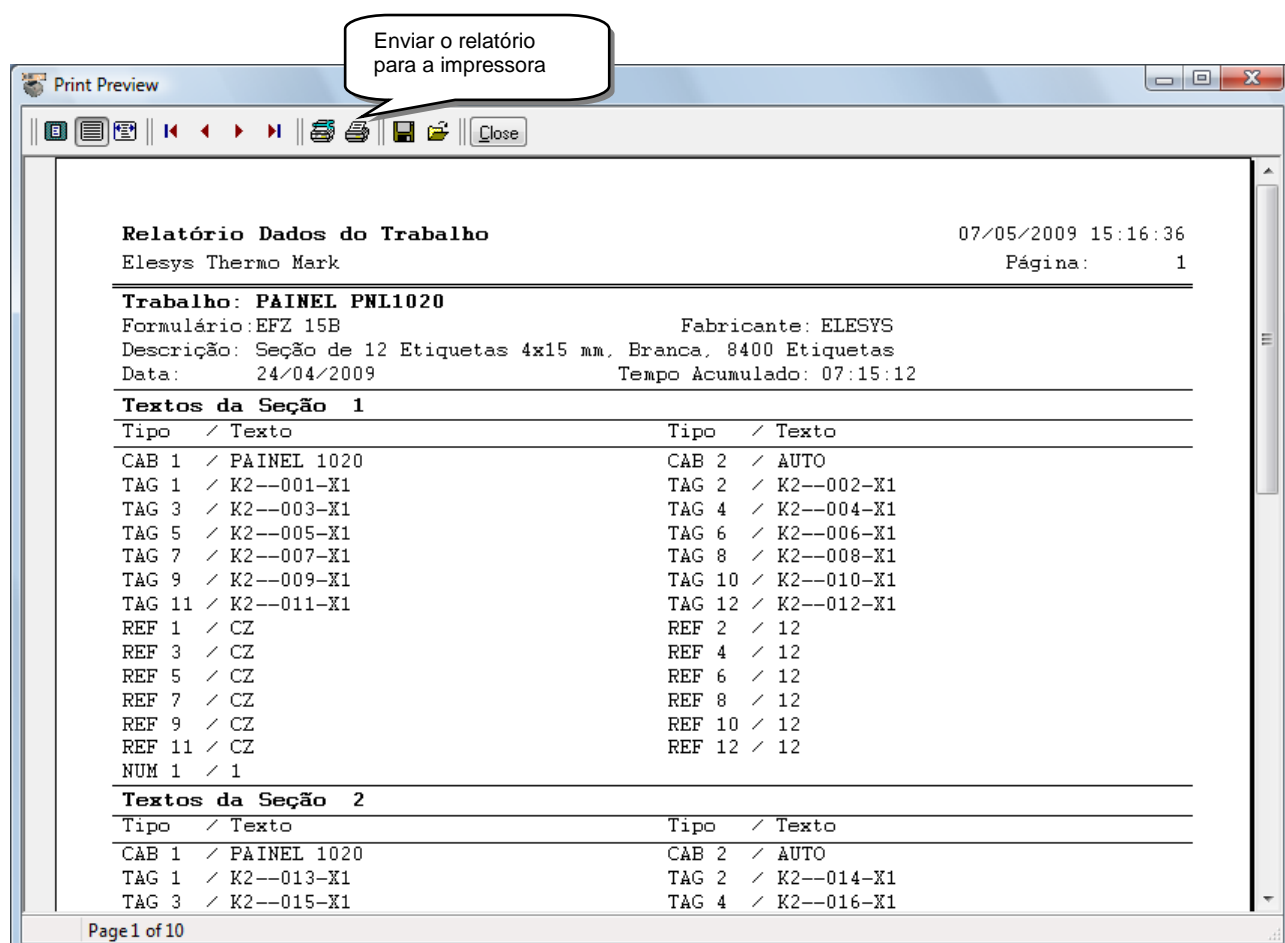 Enviar o relatório
para a impressora
Print Preview
Close
Relatório Dados do Trabalho 07/05/2009 15:16:36
Elesys Thermo Mark Página: 1
Trabalho: PAINEL PNL1020
Formulário:EFZ 15B Fabricante: ELESYS
Descrição: Seção de 12 Etiquetas 4x15 mm, Branca, 8400 Etiquetas
Data: 24/04/2009 Tempo Acumulado: 07:15:12
Textos da Seção 1
Tipo / Texto Tipo / Texto
CAB 1 / PAINEL 1020 CAB 2 / AUTO
TAG 1 / K2--001-X1 TAG 2 / K2--002-X1
TAG 3 / K2--003-X1 TAG 4 / K2--004-X1
TAG 5 / K2--005-X1 TAG 6 / K2--006-X1
TAG 7 / K2--007-X1 TAG 8 / K2--008-X1
TAG 9 / K2--009-X1 TAG 10 / K2--010-X1
TAG 11 / K2--011-X1 TAG 12 / K2--012-X1
REF 1 / CZ REF 2 / 12
REF 3 / CZ REF 4 / 12
REF 5 / CZ REF 6 / 12
REF 7 / CZ REF 8 / 12
REF 9 / CZ REF 10 / 12
REF 11 / CZ REF 12 / 12
NUM 1 / 1
Textos da Seção 2
Tipo / Texto Tipo / Texto
CAB 1 / PAINEL 1020 CAB 2 / AUTO
TAG 1 / K2--013-X1 TAG 2 / K2--014-X1
TAG 3 / K2--015-X1 TAG 4 / K2--016-X1
Page 1 of 10